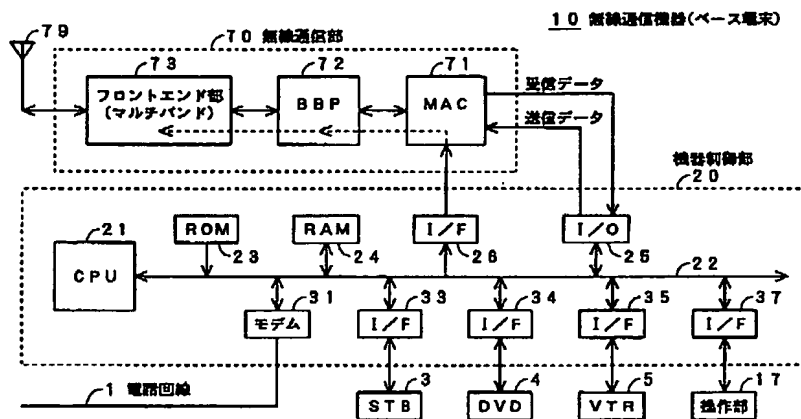 10 無線通信機器(ベース端末)
79
70 無線通信部
73
72
71
フロントエンド部
(マルチバンド)
BBP
MAC
受信データ
送信データ
機器制御部
20
21
CPU
ROM
23
RAM
24
I/F
26
I/O
25
22
31
モデム
33
I/F
34
I/F
35
I/F
37
I/F
1 電話回線
3
STB
4
DVD
5
VTR
17
操作部